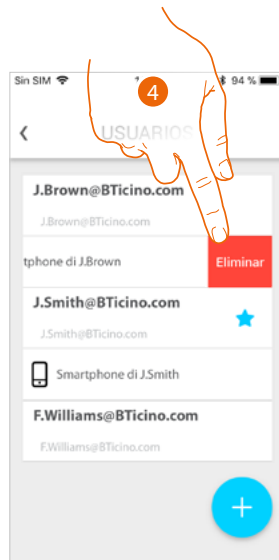 Sin SIM 94 %
4
USUARIOS
J.Brown@BTicino.com
J.Brown@BTicino.com
tphone di J.Brown Eliminar
J.Smith@BTicino.com
J.Smith@BTicino.com
Smartphone di J.Smith
F.Williams@BTicino.com
F.Williams@BTicino.com